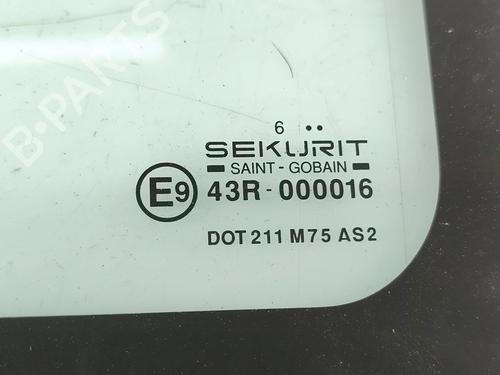 B-PARTS
6 ..
SEKURIT
SAINT - GOBAIN
E9 43R - 000016
DOT 211 M75 AS2